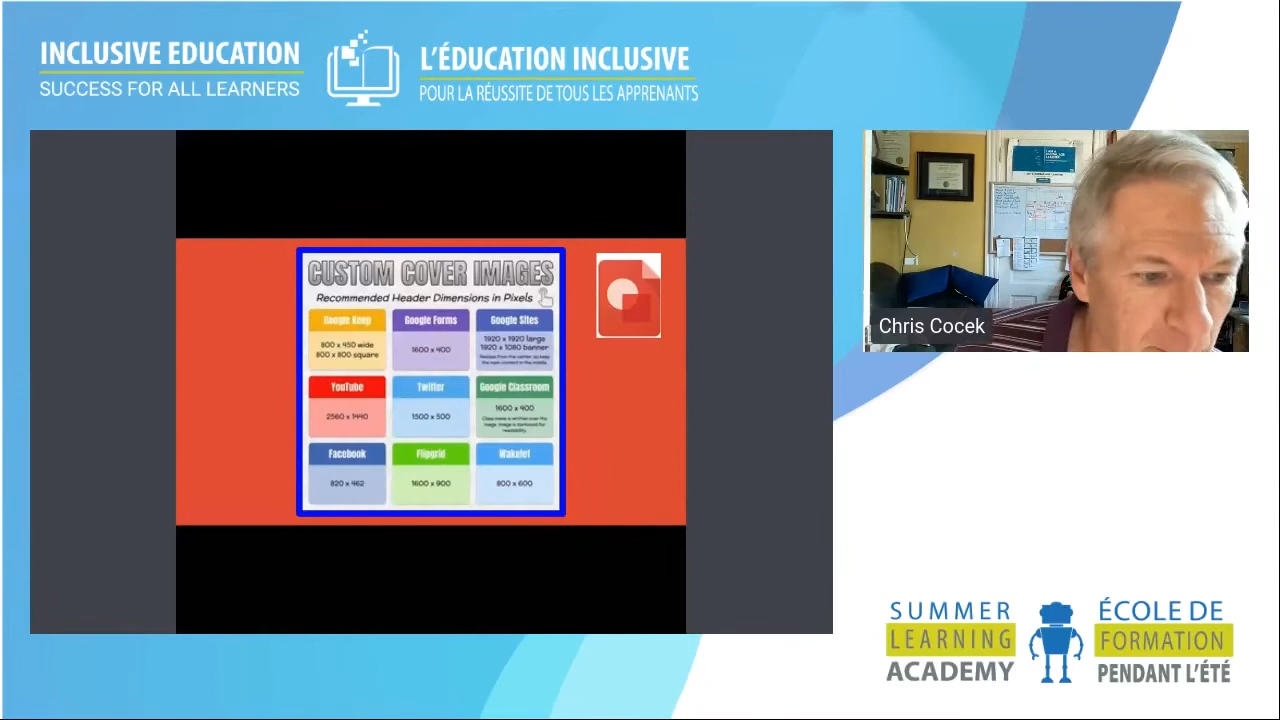 INCLUSIVE EDUCATION
SUCCESS FOR ALL LEARNERS
L'ÉDUCATION INCLUSIVE
POUR LA RÉUSSITE DE TOUS LES APPRENANTS
CUSTOM COVER IMAGES
Recommended Header Dimensions in Pixels
Google Keep
800 x 450 wide
800 x 800 square
Google Forms
1600 x 400
Google Sites
1920 x 1920 large
1920 x 1080 banner
YouTube
2560 x 1440
Twitter
1500 x 500
Google Classroom
1600 x 400
Facebook
820 x 462
Flipgrid
1600 x 900
Wakelet
800 x 600
Chris Cocek
SUMMER
LEARNING
ACADEMY
ÉCOLE DE
FORMATION
PENDANT L'ÉTÉ